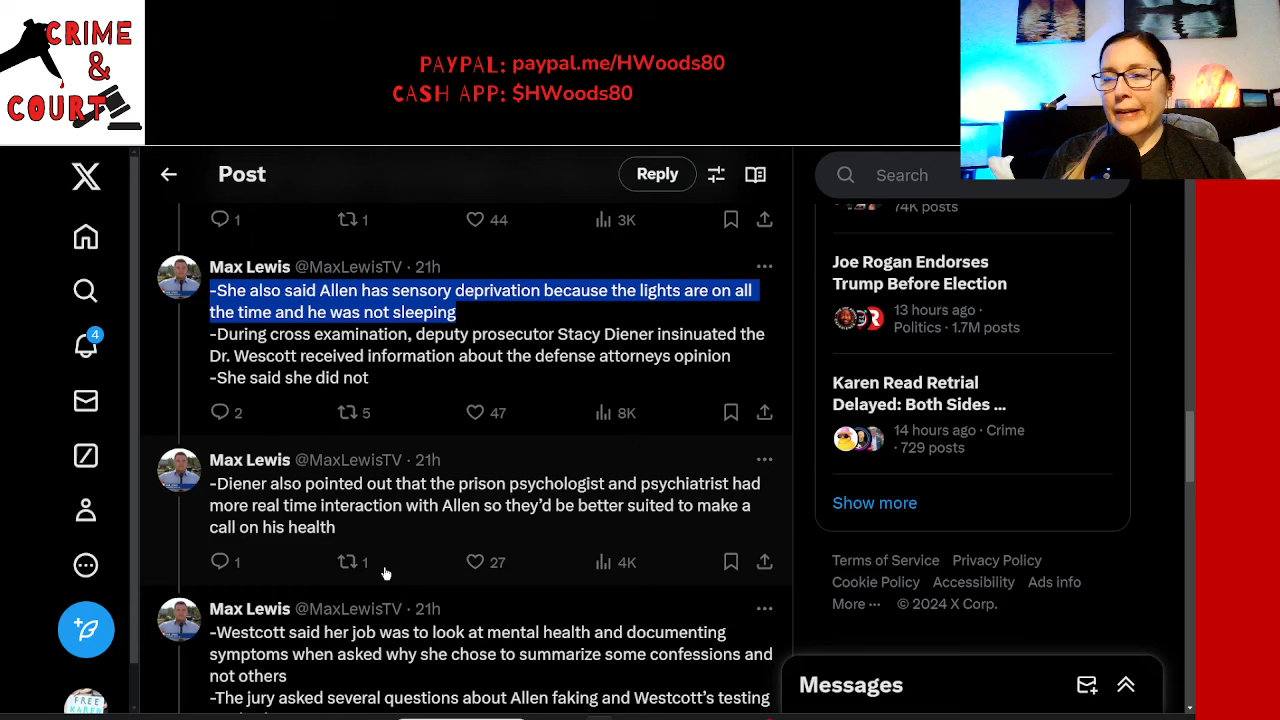 CRIME
&
COURT
PAYPAL: paypal.me/HWoods80
CASH APP: $HWoods80
Post
Reply
Search
1
1
44
3K
74K posts
Max Lewis @MaxLewisTV · 21h
-She also said Allen has sensory deprivation because the lights are on all
the time and he was not sleeping
-During cross examination, deputy prosecutor Stacy Diener insinuated the
Dr. Wescott received information about the defense attorneys opinion
-She said she did not
2
5
47
8K
Max Lewis @MaxLewisTV · 21h
-Diener also pointed out that the prison psychologist and psychiatrist had
more real time interaction with Allen so they'd be better suited to make a
call on his health
1
1
27
4K
Max Lewis @MaxLewisTV · 21h
-Westcott said her job was to look at mental health and documenting
symptoms when asked why she chose to summarize some confessions and
not others
-The jury asked several questions about Allen faking and Westcott's testing
4
FREE
KAREN
Joe Rogan Endorses
Trump Before Election
13 hours ago ·
Politics · 1.7M posts
Karen Read Retrial
Delayed: Both Sides ...
14 hours ago · Crime
· 729 posts
Show more
Terms of Service Privacy Policy
Cookie Policy Accessibility Ads info
More ··· © 2024 X Corp.
Messages